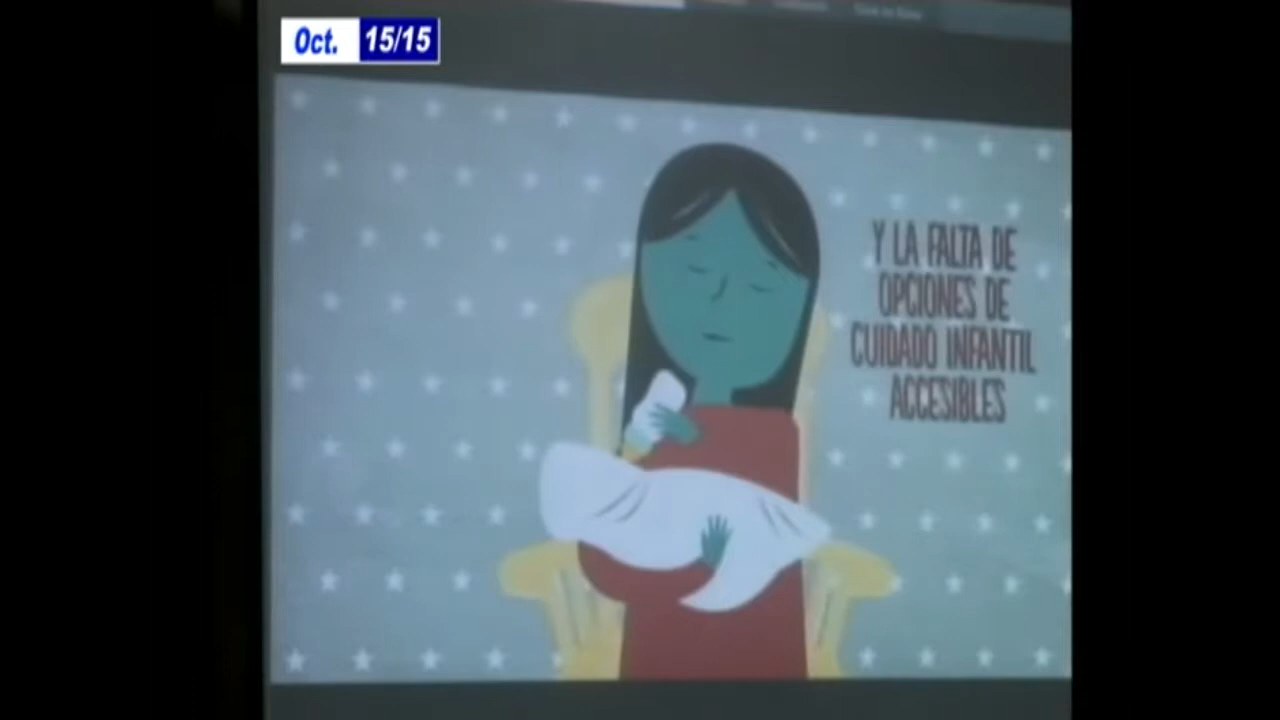 Oct. 15/15
Y LA FALTA DE
OPCIONES DE
CUIDADO INFANTIL
ACCESIBLES